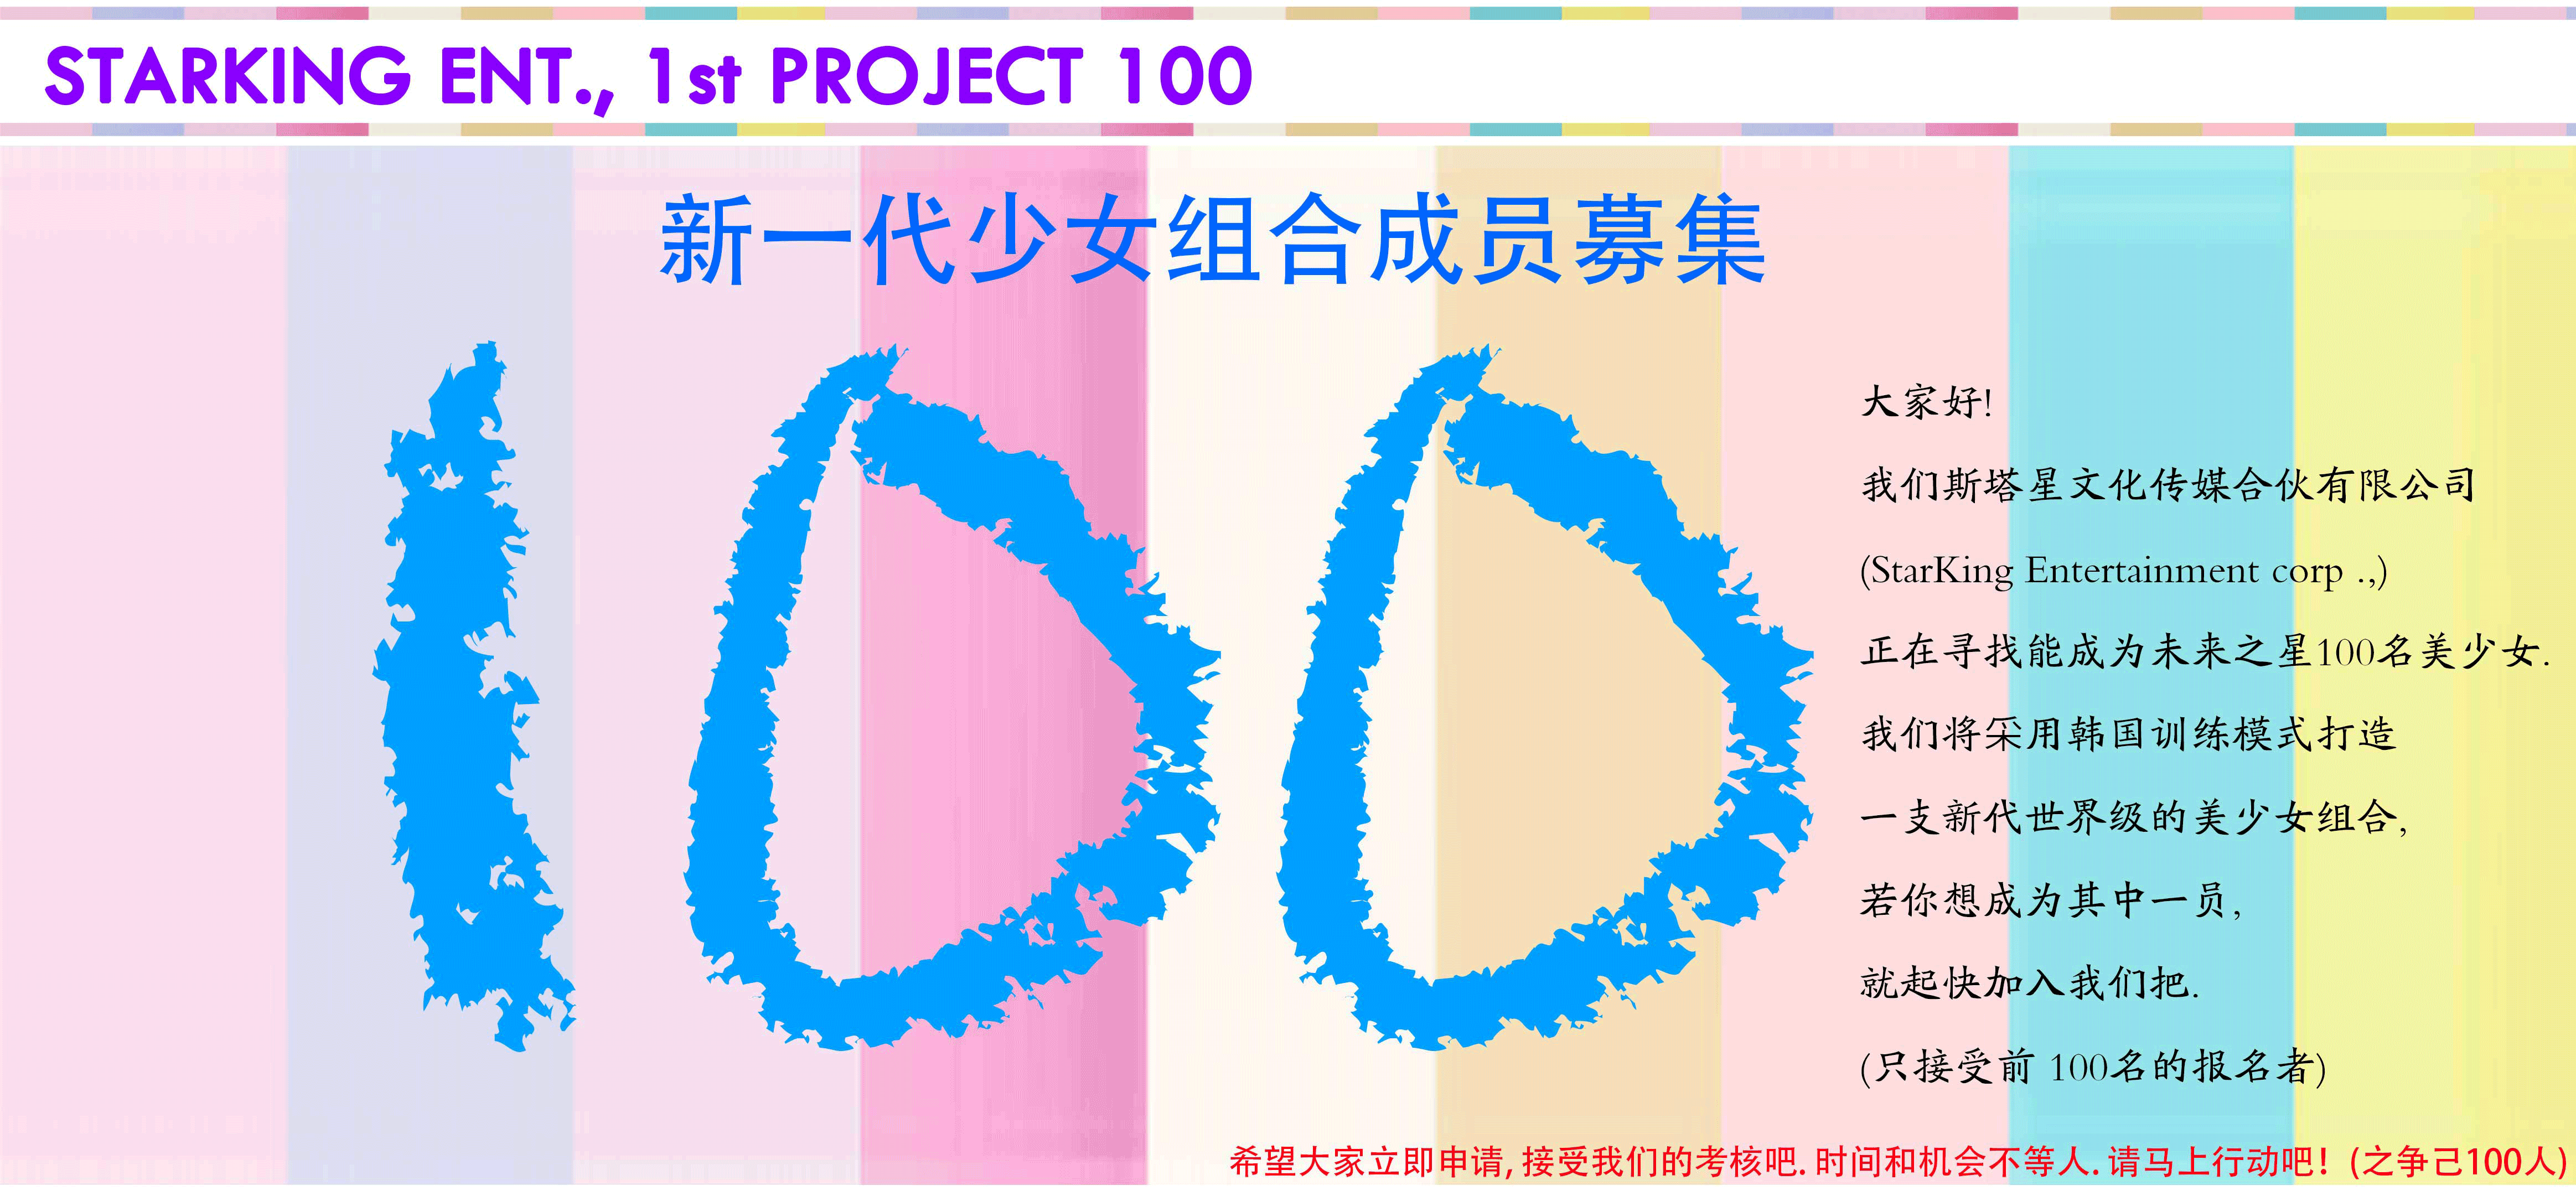 STARKING ENT., 1st PROJECT 100
新一代少女组合成员募集
100
大家好!
我们斯塔星文化传媒合伙有限公司
(StarKing Entertainment corp .,)
正在寻找能成为未来之星100名美少女.
我们将采用韩国训练模式打造
一支新代世界级的美少女组合,
若你想成为其中一员,
就起快加入我们把.
(只接受前 100名的报名者)
希望大家立即申请, 接受我们的考核吧. 时间和机会不等人. 请马上行动吧! (之争己100人)